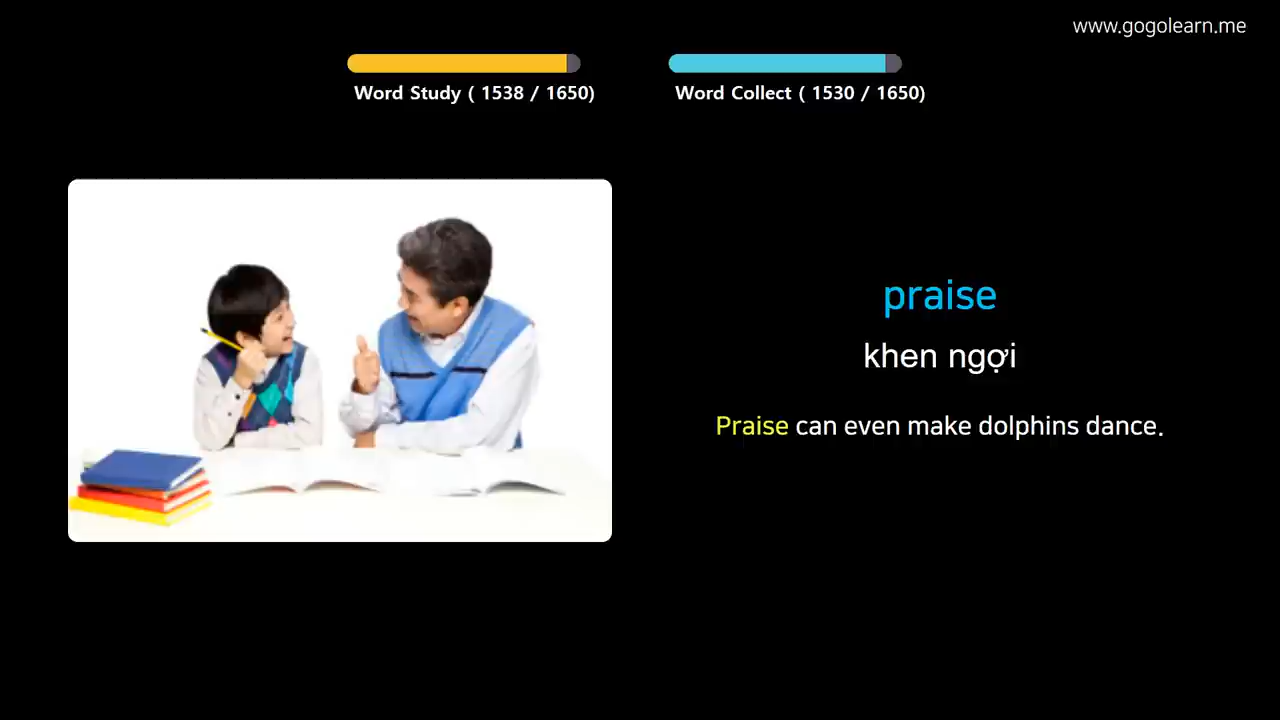 www.gogolearn.me
Word Study ( 1538 / 1650)
Word Collect ( 1530 / 1650)
praise
khen ngợi
Praise can even make dolphins dance.